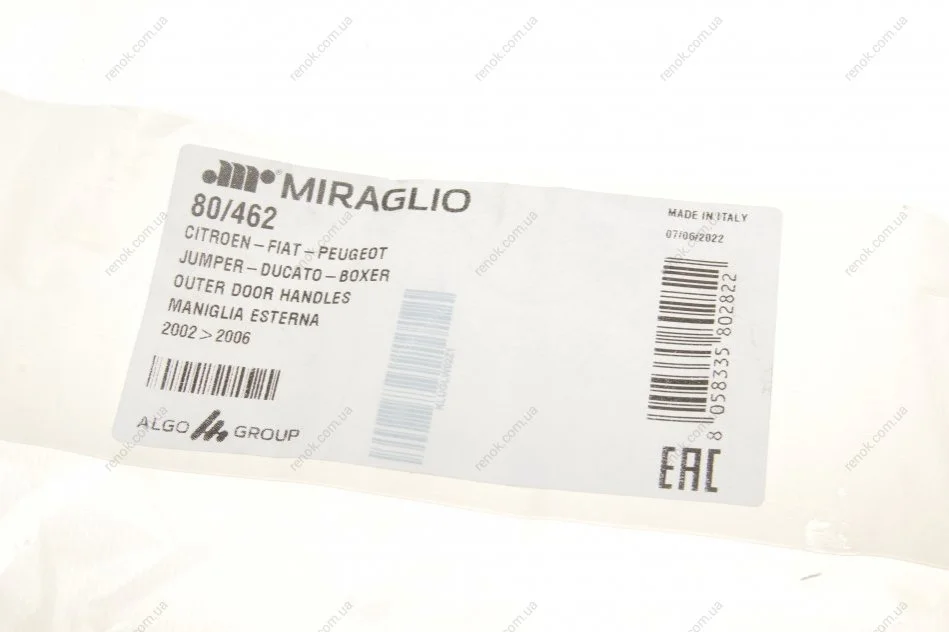 MIRAGLIO
80/462
CITROEN-FIAT-PEUGEOT
JUMPER-DUCATO-BOXER
OUTER DOOR HANDLES
MANIGLIA ESTERNA
2002>2006
ALGO GROUP
MADE IN ITALY
07/06/2022
8 058335 802822
EAC
renok.com.ua